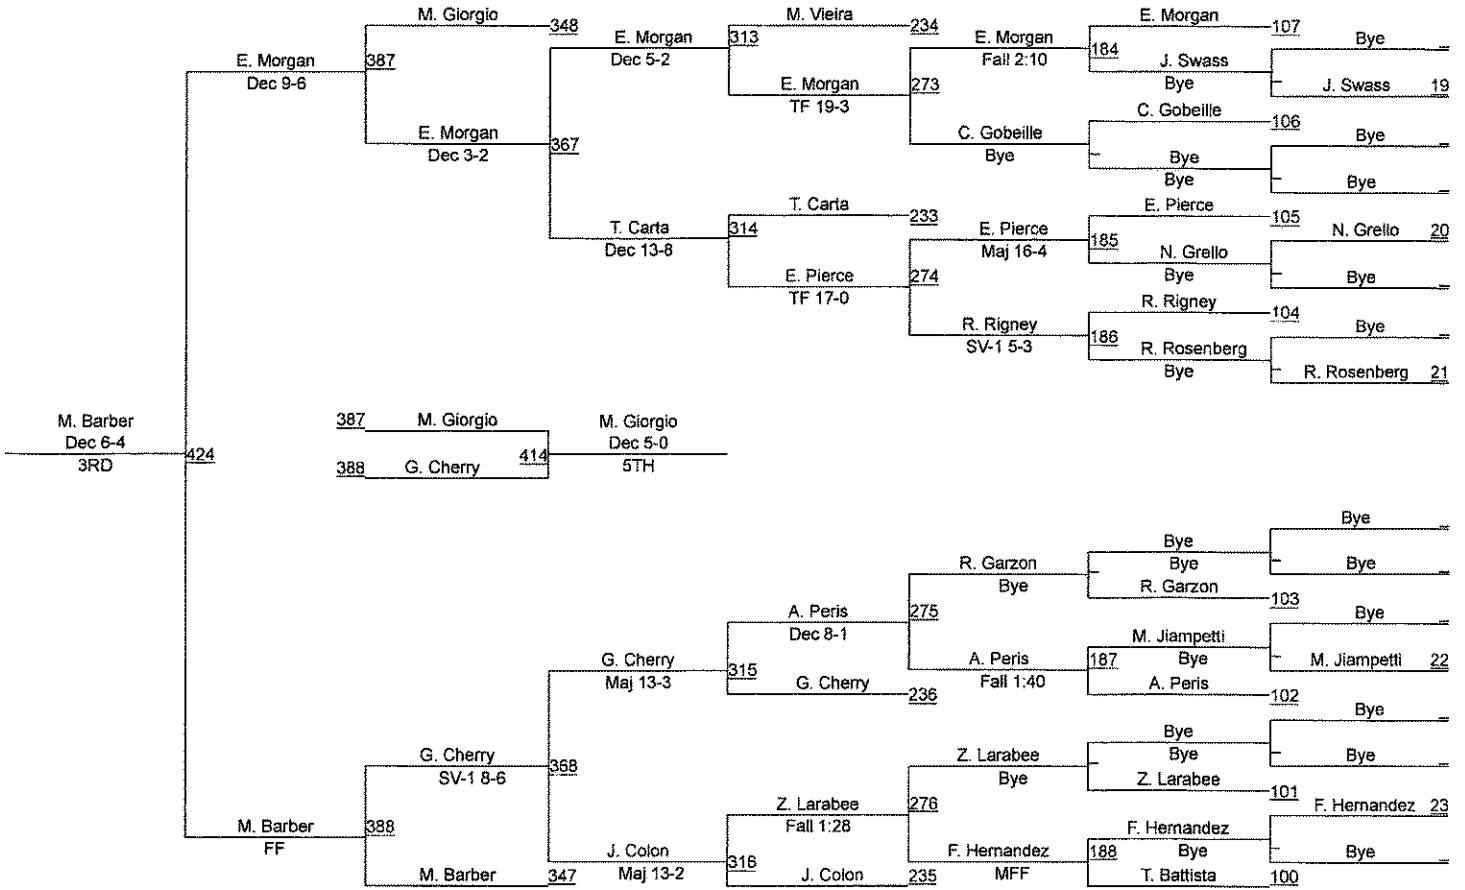 M. Giorgio
348
M. Vieira
234
E. Morgan
107
E. Morgan
Dec 9-6
387
E. Morgan
Dec 5-2
313
E. Morgan
Fall 2:10
184
J. Swass
Bye
Bye
J. Swass 19
E. Morgan
TF 19-3
273
E. Morgan
Dec 3-2
367
C. Gobeille
Bye
C. Gobeille
106
Bye
Bye
Bye
Bye
T. Carta
Dec 13-8
314
T. Carta
233
E. Pierce
Maj 16-4
185
E. Pierce
105
N. Grello
Bye
N. Grello 20
Bye
E. Pierce
TF 17-0
274
R. Rigney
SV-1 5-3
186
R. Rigney
104
R. Rosenberg
Bye
Bye
R. Rosenberg 21
M. Barber
Dec 6-4
3RD
424
387 M. Giorgio
388 G. Cherry
414
M. Giorgio
Dec 5-0
5TH
Bye
Bye
Bye
Bye
R. Garzon
Bye
R. Garzon
103
A. Peris
Dec 8-1
275
G. Cherry
Maj 13-3
315
G. Cherry
236
A. Peris
Fall 1:40
187
M. Jiampetti
Bye
Bye
M. Jiampetti 22
A. Peris
102
G. Cherry
SV-1 8-6
368
Z. Larabee
Bye
Bye
Bye
Bye
Bye
Z. Larabee
101
M. Barber
FF
388
M. Barber
347
J. Colon
Maj 13-2
316
Z. Larabee
Fall 1:28
276
J. Colon
235
F. Hernandez
MFF
188
F. Hernandez
Bye
F. Hernandez 23
Bye
T. Battista
100